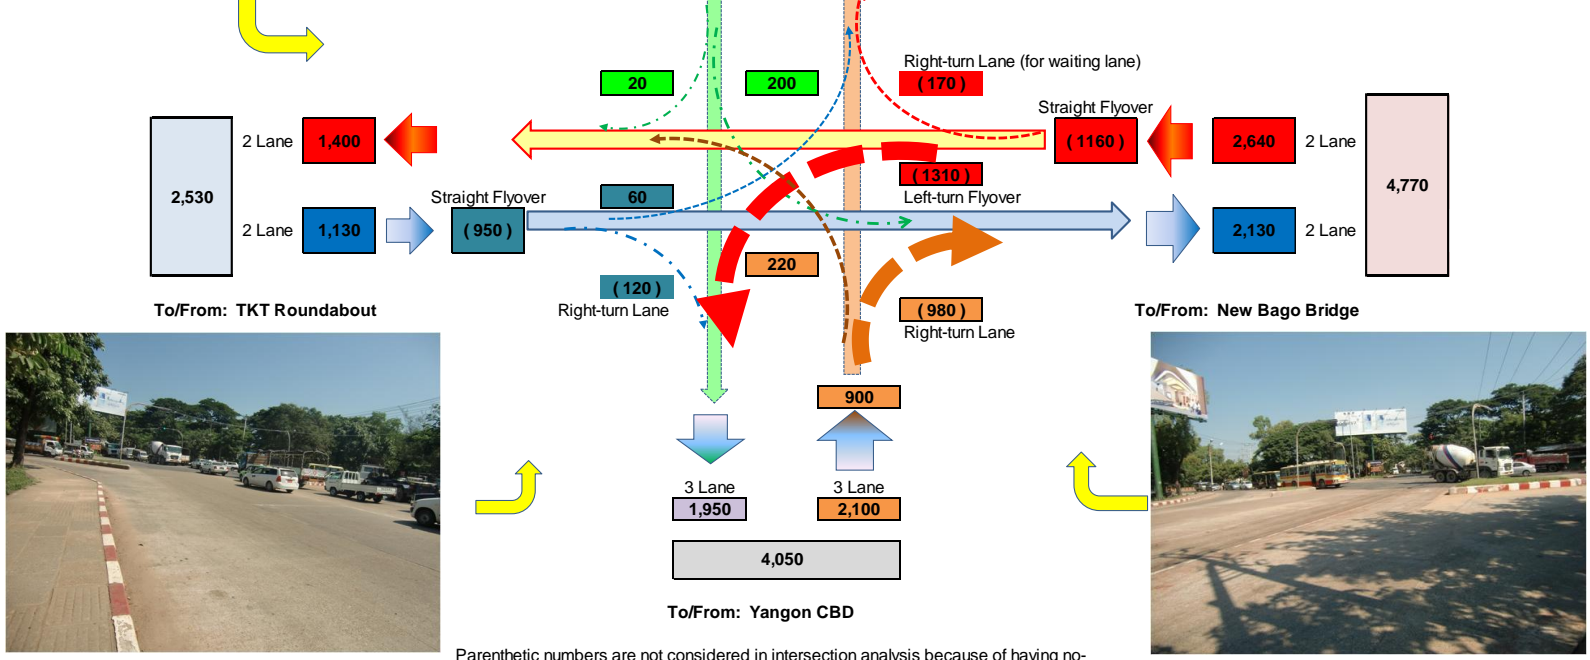 Right-turn Lane (for waiting lane)
20
200
( 170 )
Straight Flyover
2 Lane
1,400
( 1160 )
2,640
2 Lane
( 1310 )
2,530
4,770
Straight Flyover
60
Left-turn Flyover
2 Lane
1,130
( 950 )
2,130
2 Lane
220
( 120 )
Right-turn Lane
( 980 )
Right-turn Lane
To/From: TKT Roundabout
To/From: New Bago Bridge
900
3 Lane
3 Lane
1,950
2,100
4,050
To/From: Yangon CBD
Parenthetic numbers are not considered in intersection analysis because of having no-